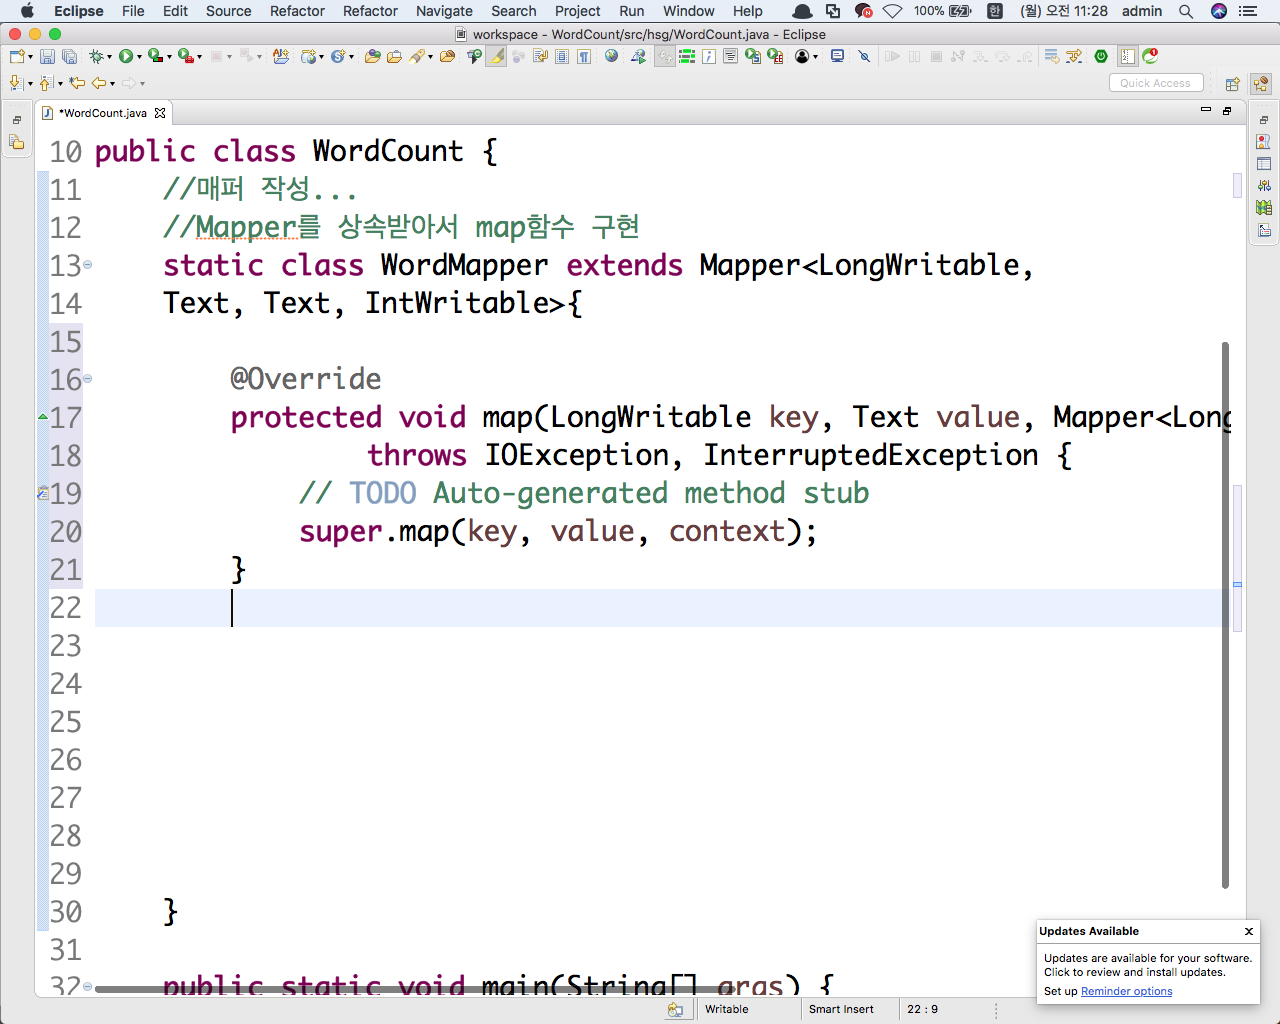 Eclipse File Edit Source Refactor Refactor Navigate Search Project Run Window Help 100% 한 (월) 오전 11:28 admin
workspace - WordCount/src/hsg/WordCount.java - Eclipse
Quick Access
*WordCount.java
10 public class WordCount {
11 //매퍼 작성...
12 //Mapper를 상속받아서 map함수 구현
13 static class WordMapper extends Mapper<LongWritable,
14 Text, Text, IntWritable>{
15
16 @Override
17 protected void map(LongWritable key, Text value, Mapper<Long
18 throws IOException, InterruptedException {
19 // TODO Auto-generated method stub
20 super.map(key, value, context);
21 }
22
23
24
25
26
27
28
29
30 }
31
32 public static void main(String[] args) {
Updates Available
Updates are available for your software.
Click to review and install updates.
Set up Reminder options
Writable Smart Insert 22 : 9